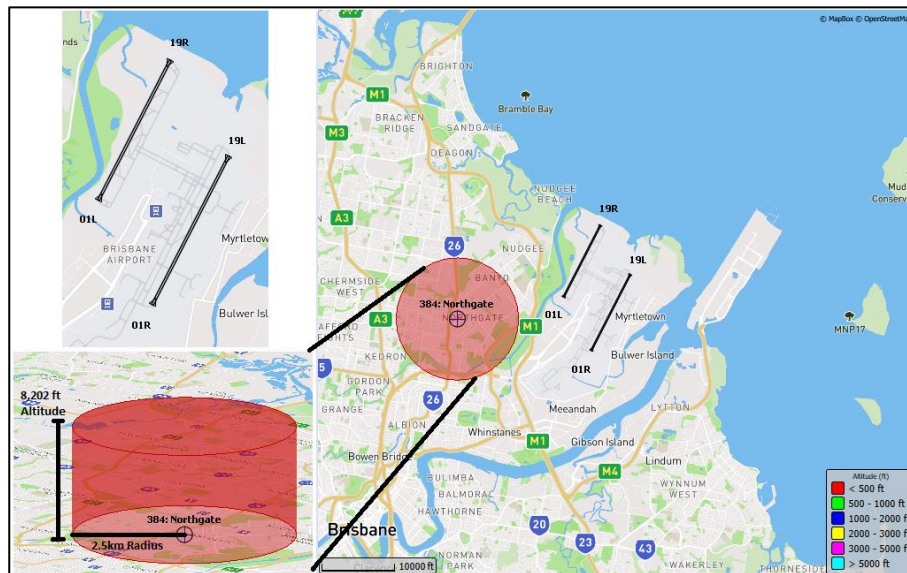 19R
19L
01L
BRISBANE
AIRPORT
Myrtletown
01R
Bulwer Island
8,202 ft
Altitude
384: Northgate
2.5km Radius
© MapBox © OpenStreetMap
BRIGHTON
M1
Bramble Bay
BRACKEN
RIDGE
SANDGATE
M3
DEAGON
NUDGEE
BEACH
A3
19R
26
NUDGEE
19L
CHERMSIDE
WEST
BANYO
384: Northgate
NORTHGATE
01L
Myrtletown
MNP17
A3
M1
KEDRON
01R
Bulwer Island
GORDON
PARK
GRANGE
26
Meeandah
LYTTON
ALBION
Whinstanes
Gibson Island
Bowen Bridge
M1
Lindum
M4
BULIMBA
BALMORAL
HAWTHORNE
WYNNUM
WEST
Brisbane
20
23
43
NORMAN
PARK
WAKERLEY
THORNESIDE
10000 ft
Altitude (ft)
< 500 ft
500 - 1000 ft
1000 - 2000 ft
2000 - 3000 ft
3000 - 5000 ft
> 5000 ft